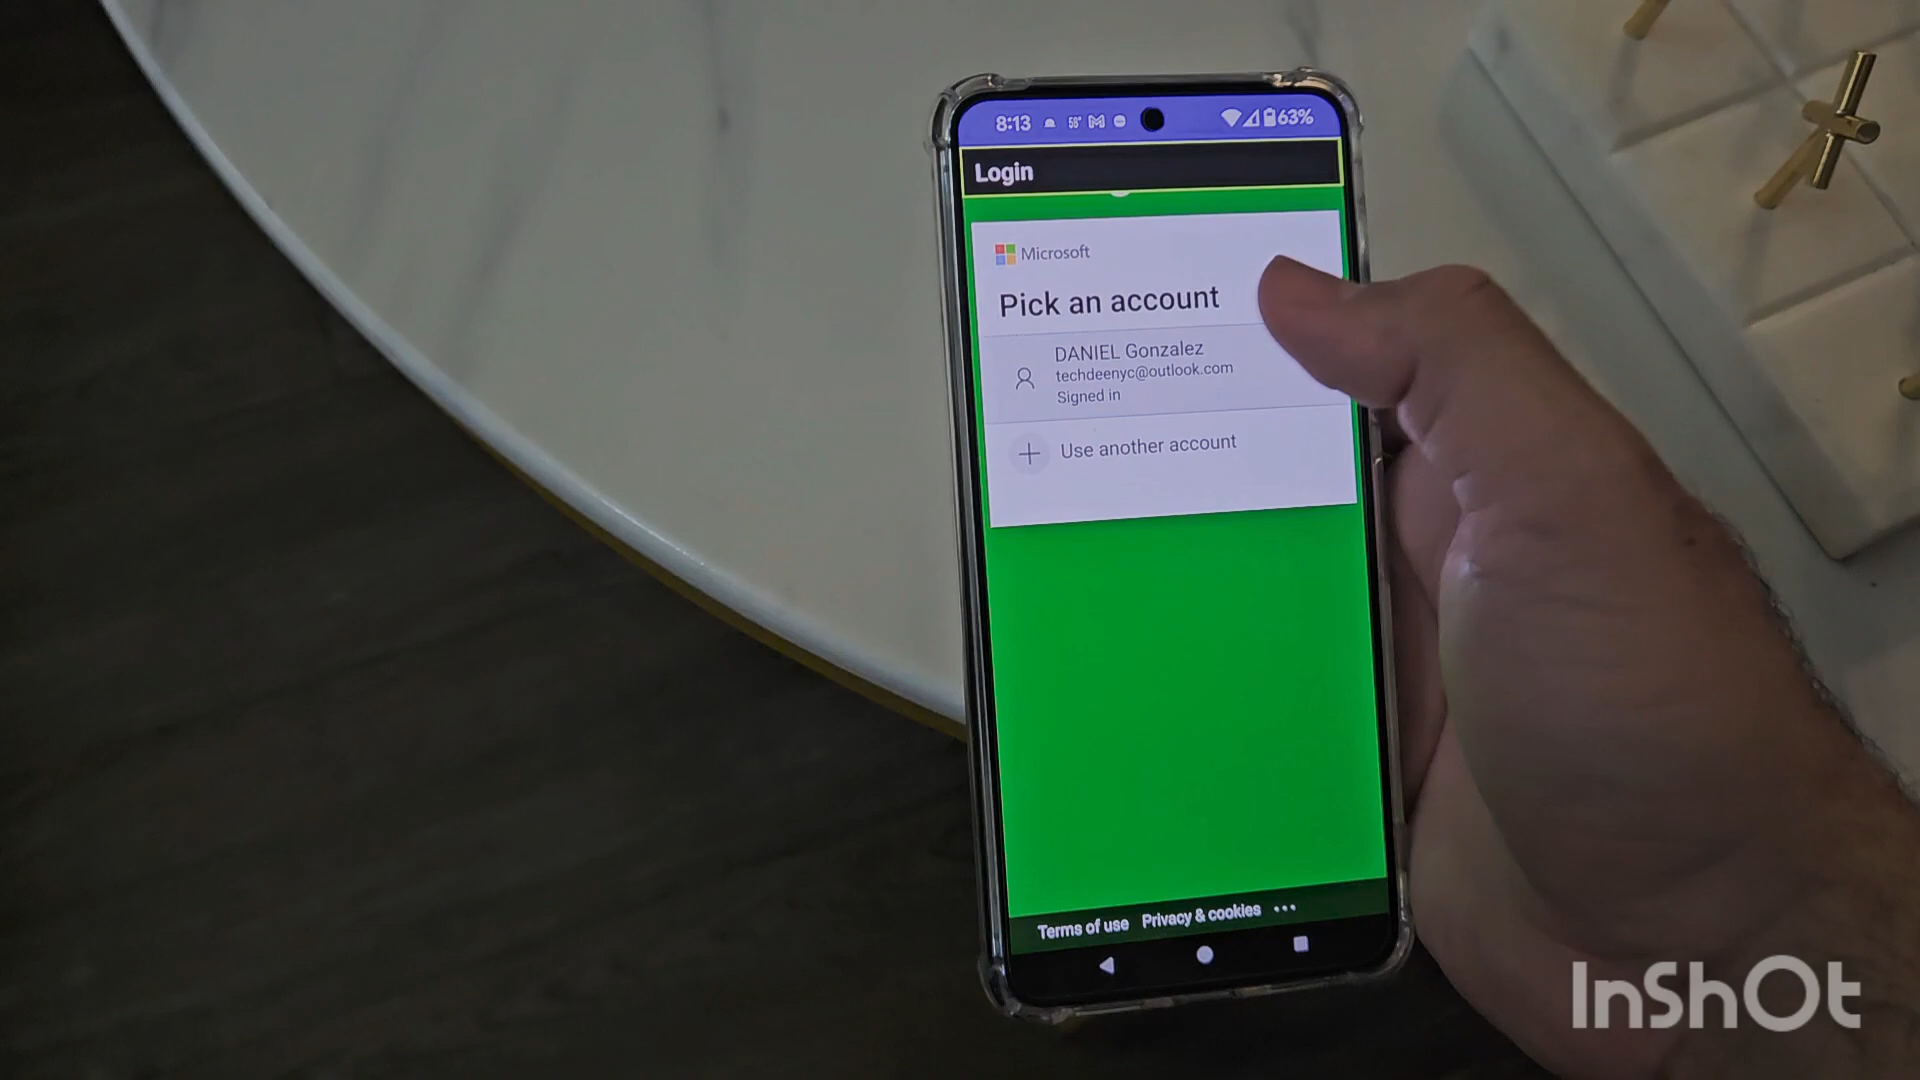 8:13 58° 63%
Login
Microsoft
Pick an account
DANIEL Gonzalez
techdeenyc@outlook.com
Signed in
Use another account
Terms of use Privacy & cookies
InShOt